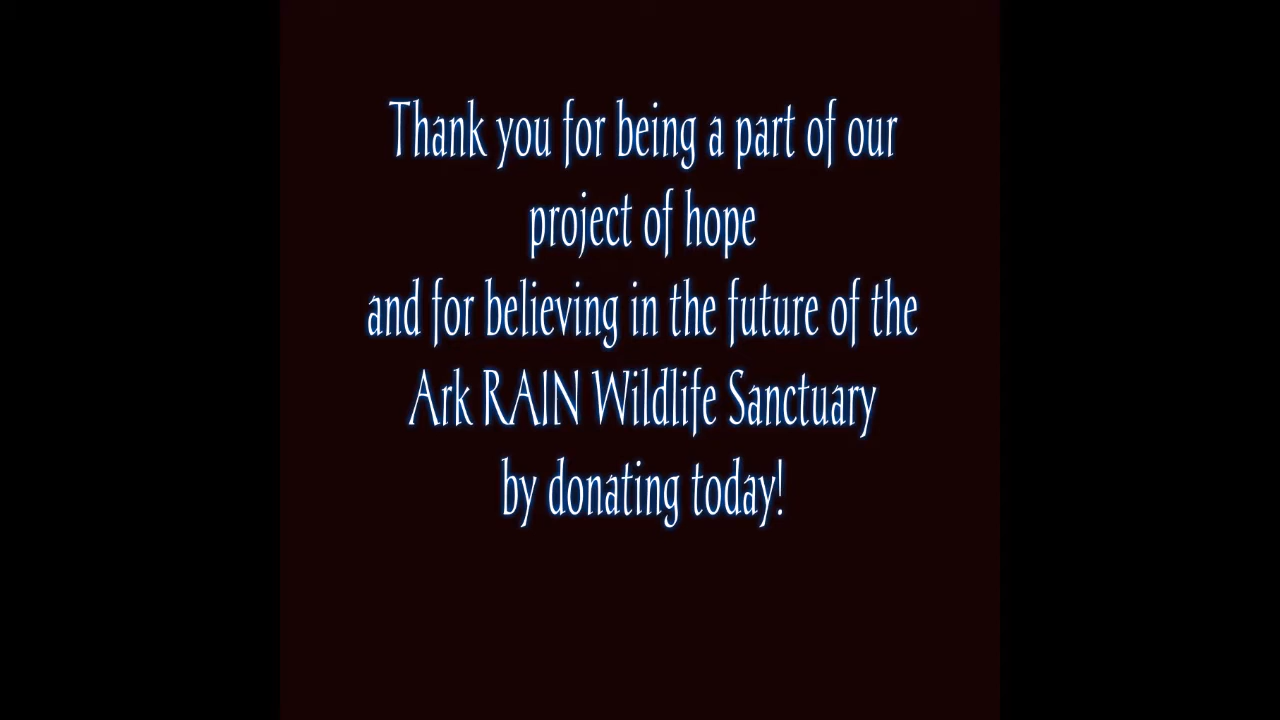 Thank you for being a part of our
project of hope
and for believing in the future of the
Ark RAIN Wildlife Sanctuary
by donating today!